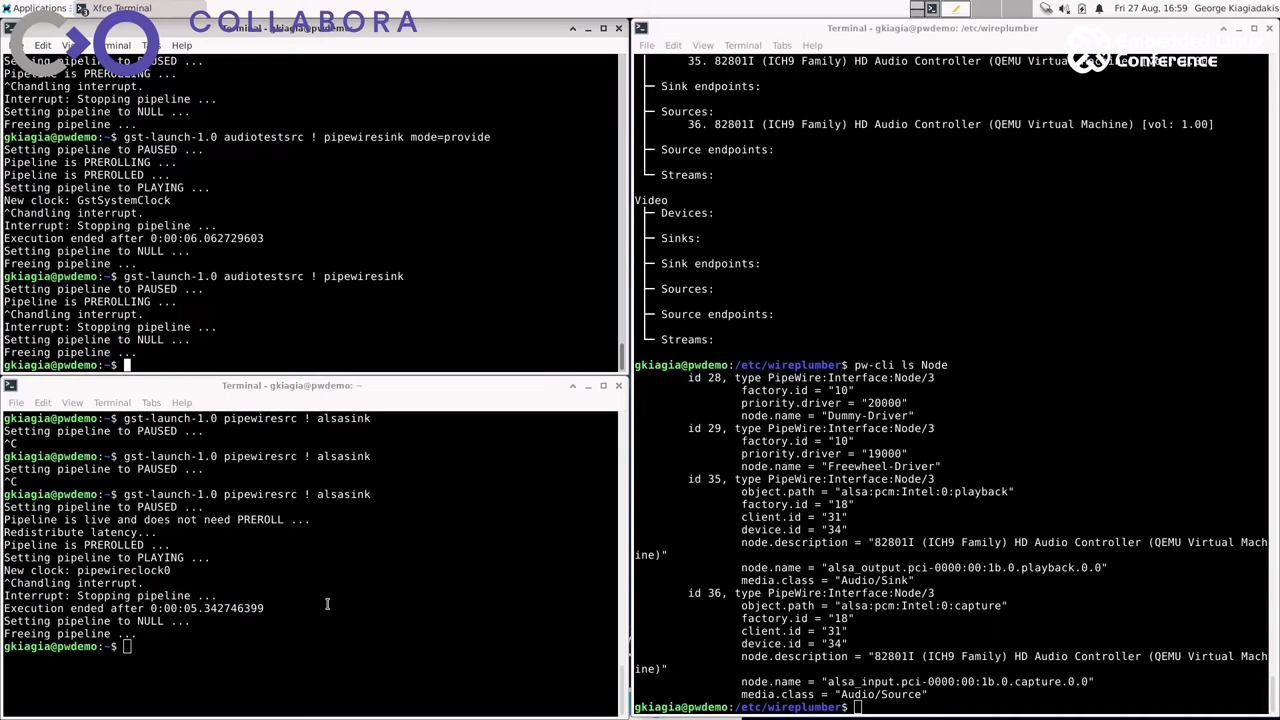 Applications
Xfce Terminal
Fri 27 Aug, 16:59
George Kiagiadakis
COLLABORA
Terminal - gkiagia@pwdemo:
Edit View Terminal Tabs Help
Setting pipeline to PAUSED ...
Pipeline is PREROLLING ...
^Chandling interrupt.
Interrupt: Stopping pipeline ...
Setting pipeline to NULL ...
Freeing pipeline ...
gkiagia@pwdemo:~$ gst-launch-1.0 audiotestsrc ! pipewiresink mode=provide
Setting pipeline to PAUSED ...
Pipeline is PREROLLING ...
Pipeline is PREROLLED ...
Setting pipeline to PLAYING ...
New clock: GstSystemClock
^Chandling interrupt.
Interrupt: Stopping pipeline ...
Execution ended after 0:00:06.062729603
Setting pipeline to NULL ...
Freeing pipeline ...
gkiagia@pwdemo:~$ gst-launch-1.0 audiotestsrc ! pipewiresink
Setting pipeline to PAUSED ...
Pipeline is PREROLLING ...
^Chandling interrupt.
Interrupt: Stopping pipeline ...
Setting pipeline to NULL ...
Freeing pipeline ...
gkiagia@pwdemo:~$
Terminal - gkiagia@pwdemo: ~
File Edit View Terminal Tabs Help
gkiagia@pwdemo:~$ gst-launch-1.0 pipewiresrc ! alsasink
Setting pipeline to PAUSED ...
^C
gkiagia@pwdemo:~$ gst-launch-1.0 pipewiresrc ! alsasink
Setting pipeline to PAUSED ...
^C
gkiagia@pwdemo:~$ gst-launch-1.0 pipewiresrc ! alsasink
Setting pipeline to PAUSED ...
Pipeline is live and does not need PREROLL ...
Redistribute latency...
Pipeline is PREROLLED ...
Setting pipeline to PLAYING ...
New clock: pipewireclock0
^Chandling interrupt.
Interrupt: Stopping pipeline ...
Execution ended after 0:00:05.342746399
Setting pipeline to NULL ...
Freeing pipeline ...
gkiagia@pwdemo:~$
Terminal - gkiagia@pwdemo: /etc/wireplumber
File Edit View Terminal Tabs Help
Embedded Linux
Conference
35. 82801I (ICH9 Family) HD Audio Controller (QEMU Virtual Machine)
Sink endpoints:
Sources:
36. 82801I (ICH9 Family) HD Audio Controller (QEMU Virtual Machine) [vol: 1.00]
Source endpoints:
Streams:
Video
Devices:
Sinks:
Sink endpoints:
Sources:
Source endpoints:
Streams:
gkiagia@pwdemo:/etc/wireplumber$ pw-cli ls Node
id 28, type PipeWire:Interface:Node/3
factory.id = "10"
priority.driver = "20000"
node.name = "Dummy-Driver"
id 29, type PipeWire:Interface:Node/3
factory.id = "10"
priority.driver = "19000"
node.name = "Freewheel-Driver"
id 35, type PipeWire:Interface:Node/3
object.path = "alsa:pcm:Intel:0:playback"
factory.id = "18"
client.id = "31"
device.id = "34"
node.description = "82801I (ICH9 Family) HD Audio Controller (QEMU Virtual Mach
ine)"
node.name = "alsa_output.pci-0000:00:1b.0.playback.0.0"
media.class = "Audio/Sink"
id 36, type PipeWire:Interface:Node/3
object.path = "alsa:pcm:Intel:0:capture"
factory.id = "18"
client.id = "31"
device.id = "34"
node.description = "82801I (ICH9 Family) HD Audio Controller (QEMU Virtual Mach
ine)"
node.name = "alsa_input.pci-0000:00:1b.0.capture.0.0"
media.class = "Audio/Source"
gkiagia@pwdemo:/etc/wireplumber$